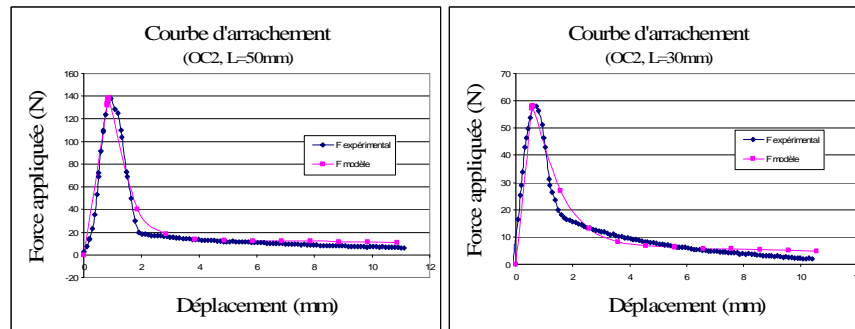 Courbe d'arrachement
(OC2, L=50mm)
Force appliquée (N)
160
140
120
100
80
60
40
20
0
-20
0
2
4
6
8
10
12
F expérimental
F modèle
Déplacement (mm)
Courbe d'arrachement
(OC2, L=30mm)
Force appliquée (N)
70
60
50
40
30
20
10
0
0
2
4
6
8
10
12
F expérimental
F modèle
Déplacement (mm)